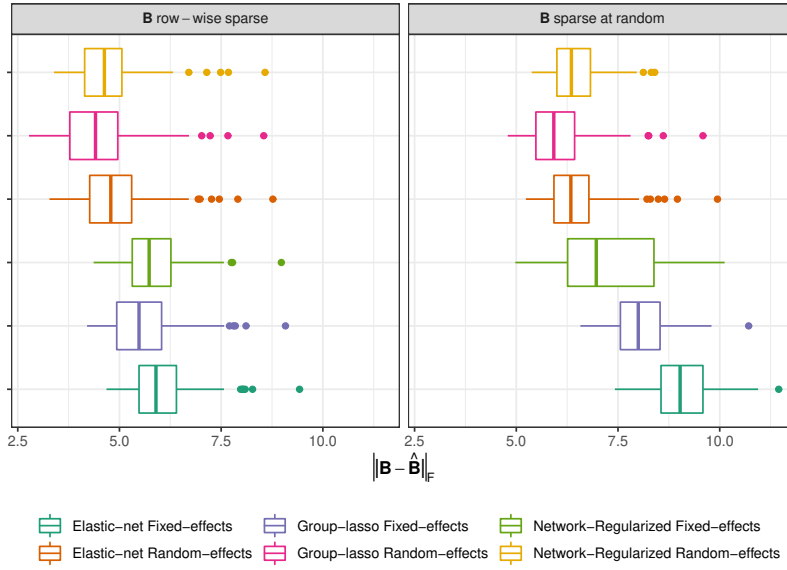 B row−wise sparse
B sparse at random
2.5 5.0 7.5 10.0
2.5 5.0 7.5 10.0
||B − B̂||F
Elastic−net Fixed−effects
Group−lasso Fixed−effects
Network−Regularized Fixed−effects
Elastic−net Random−effects
Group−lasso Random−effects
Network−Regularized Random−effects